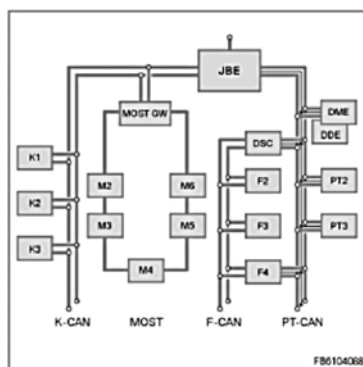 JBE
MOST GW
DME
DDE
DSC
K1
M2
M6
F2
PT2
K2
M3
M5
F3
PT3
K3
M4
F4
K-CAN
MOST
F-CAN
PT-CAN
FB6104088